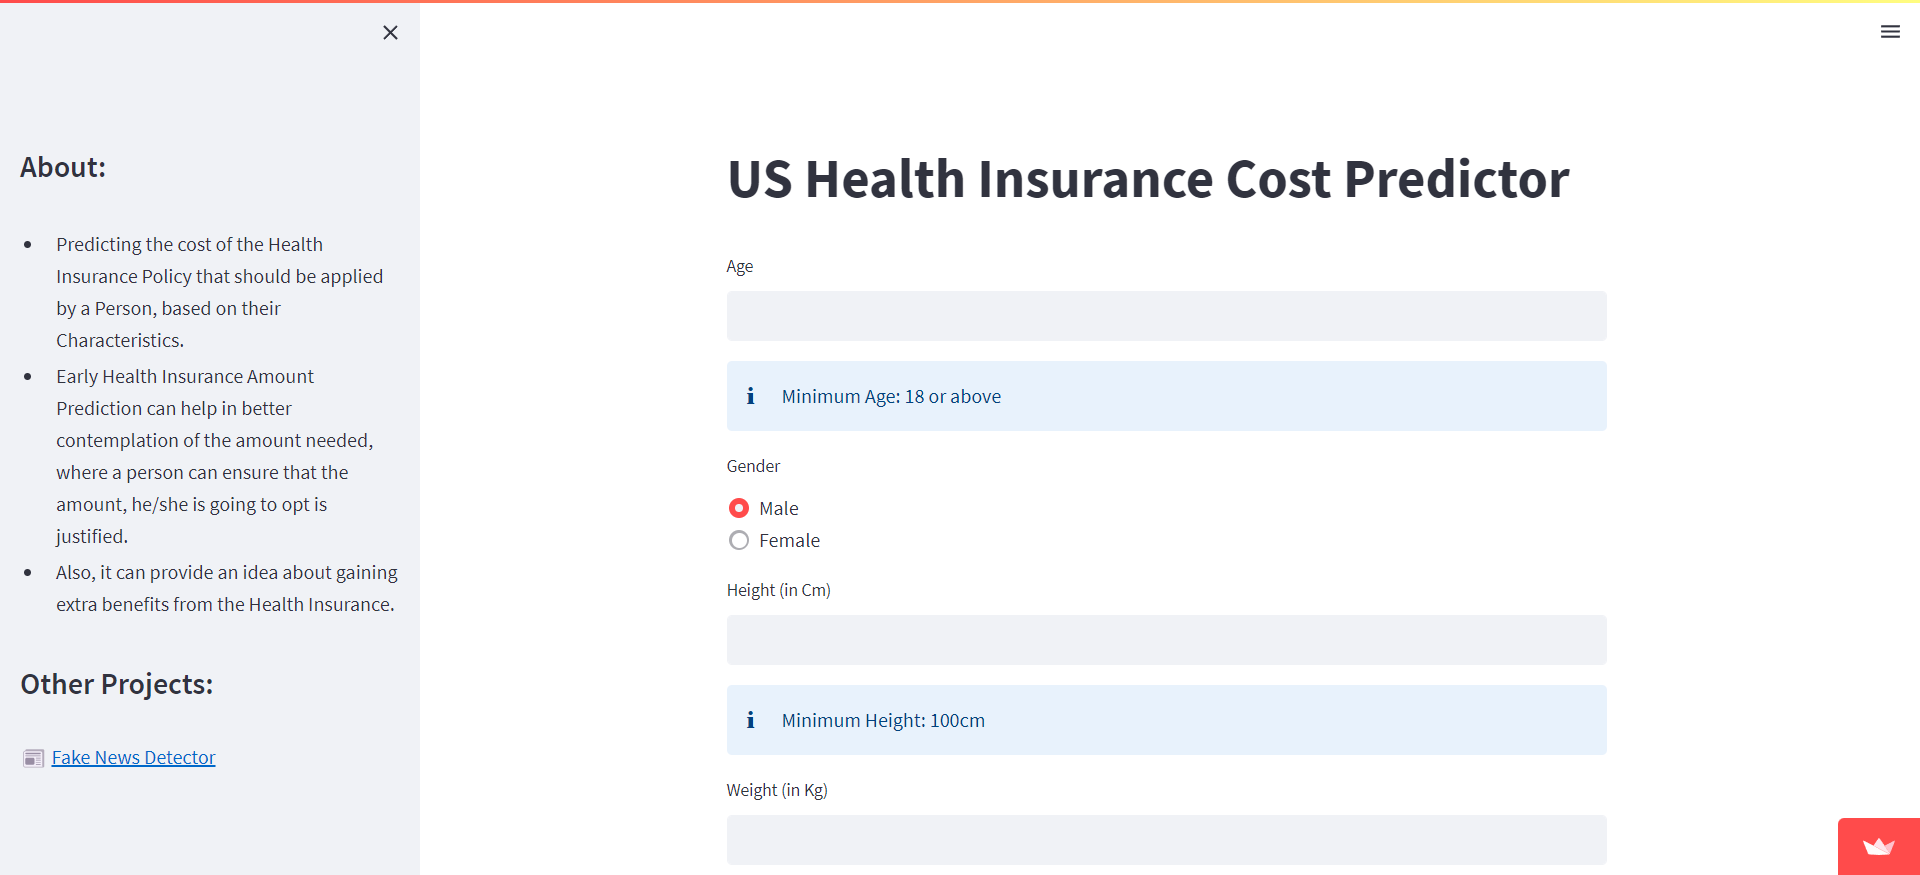 About:
Predicting the cost of the Health
Insurance Policy that should be applied
by a Person, based on their
Characteristics.
Early Health Insurance Amount
Prediction can help in better
contemplation of the amount needed,
where a person can ensure that the
amount, he/she is going to opt is
justified.
Also, it can provide an idea about gaining
extra benefits from the Health Insurance.
Other Projects:
Fake News Detector
US Health Insurance Cost Predictor
Age
Minimum Age: 18 or above
Gender
Male
Female
Height (in Cm)
Minimum Height: 100cm
Weight (in Kg)